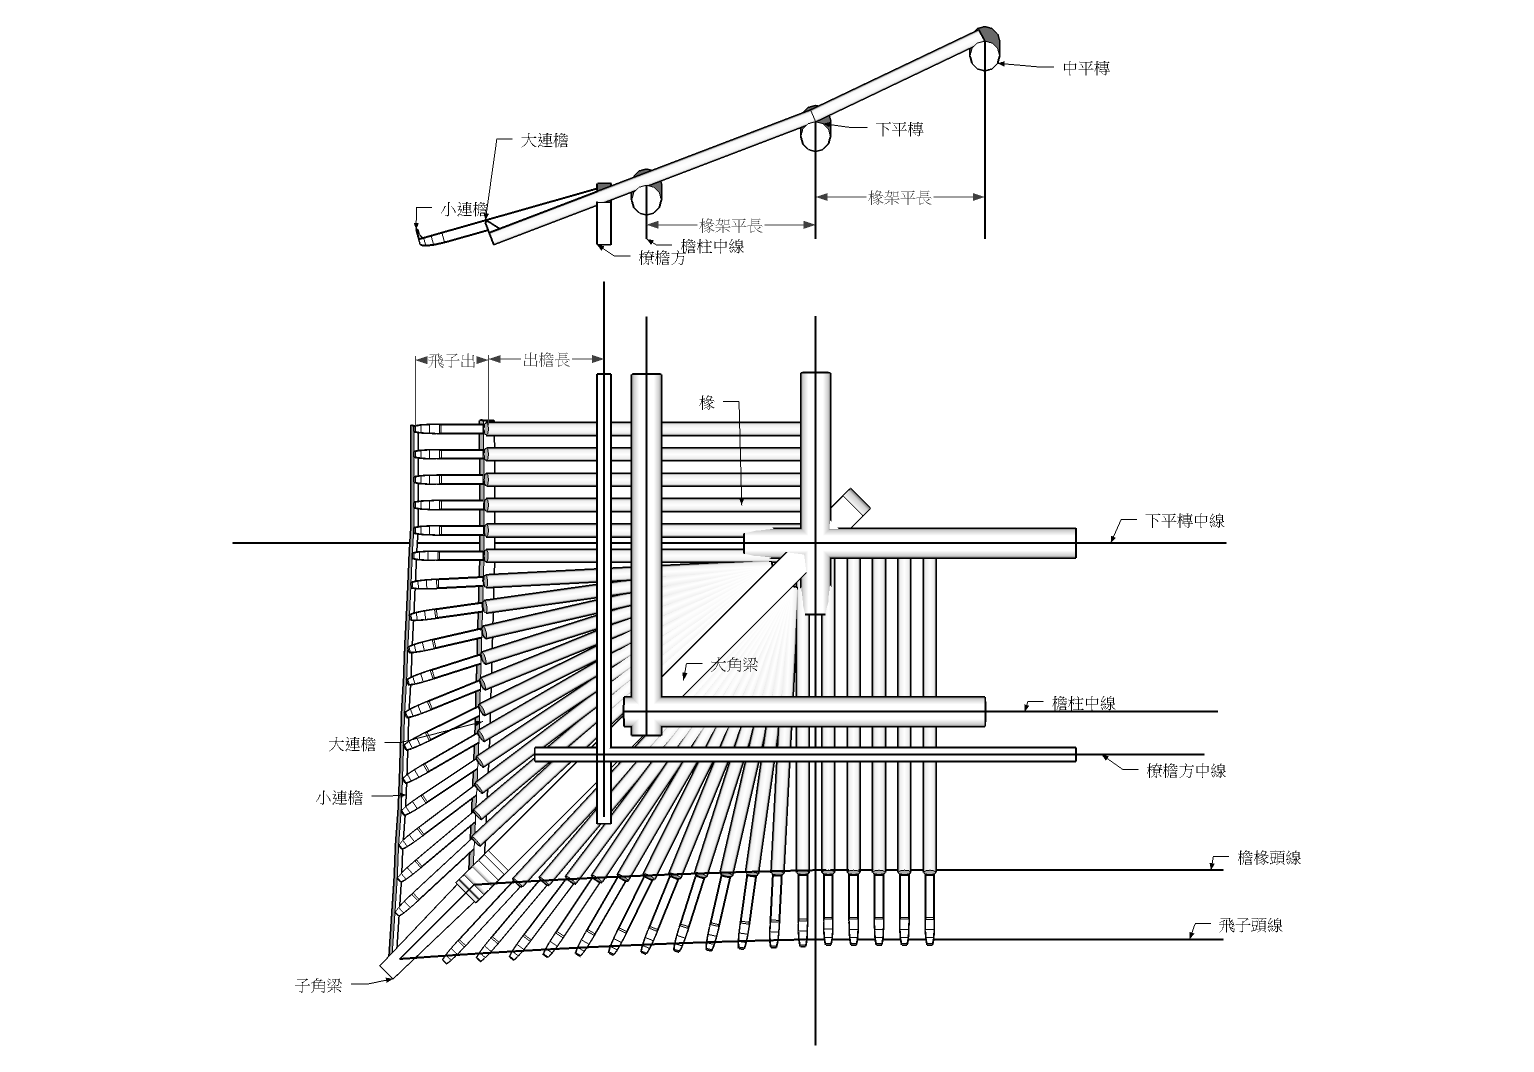 中平槫
下平槫
大連檐
椽架平長
小連檐
椽架平長
檐柱中線
橑檐方
飛子出
出檐長
椽
下平槫中線
大角梁
檐柱中線
大連檐
橑檐方中線
小連檐
檐椽頭線
飛子頭線
子角梁